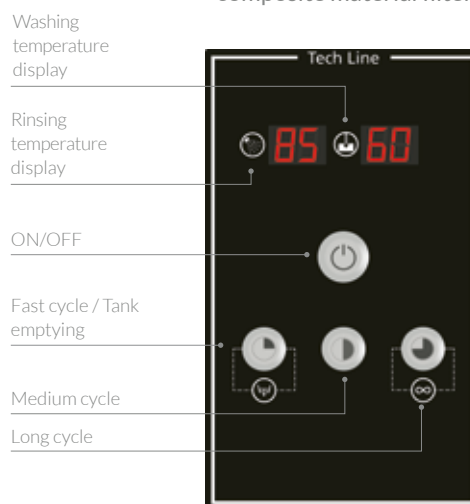 Washing
temperature
display
Tech Line
Rinsing
temperature
display
85 60
ON/OFF
Fast cycle / Tank
emptying
Medium cycle
Long cycle